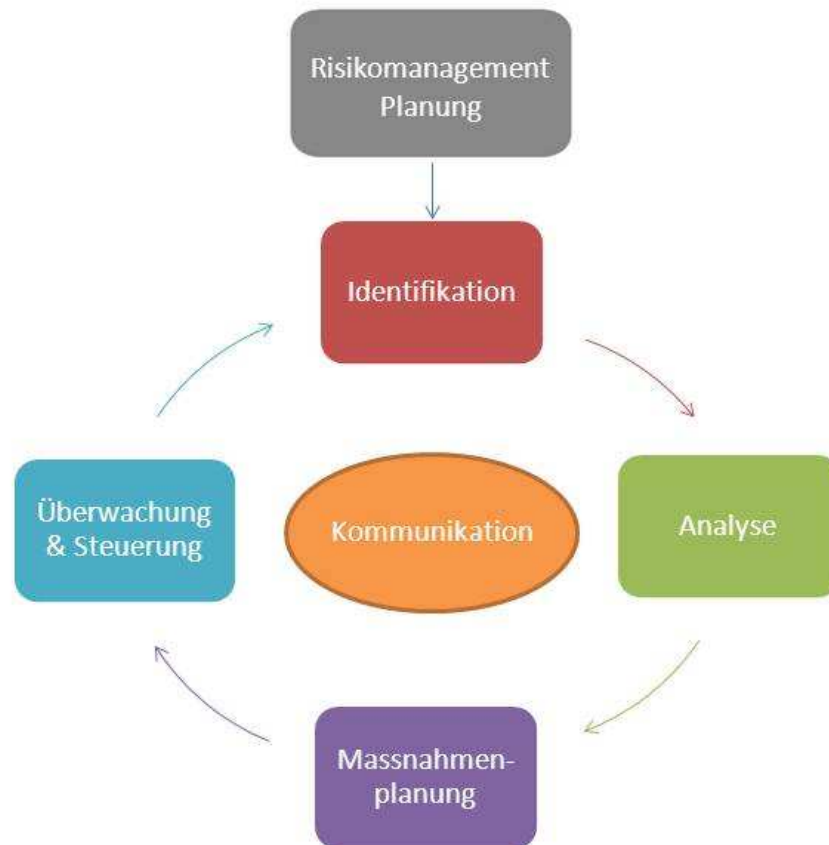 Risikomanagement
Planung
Identifikation
Überwachung
& Steuerung
Kommunikation
Analyse
Massnahmen-
planung